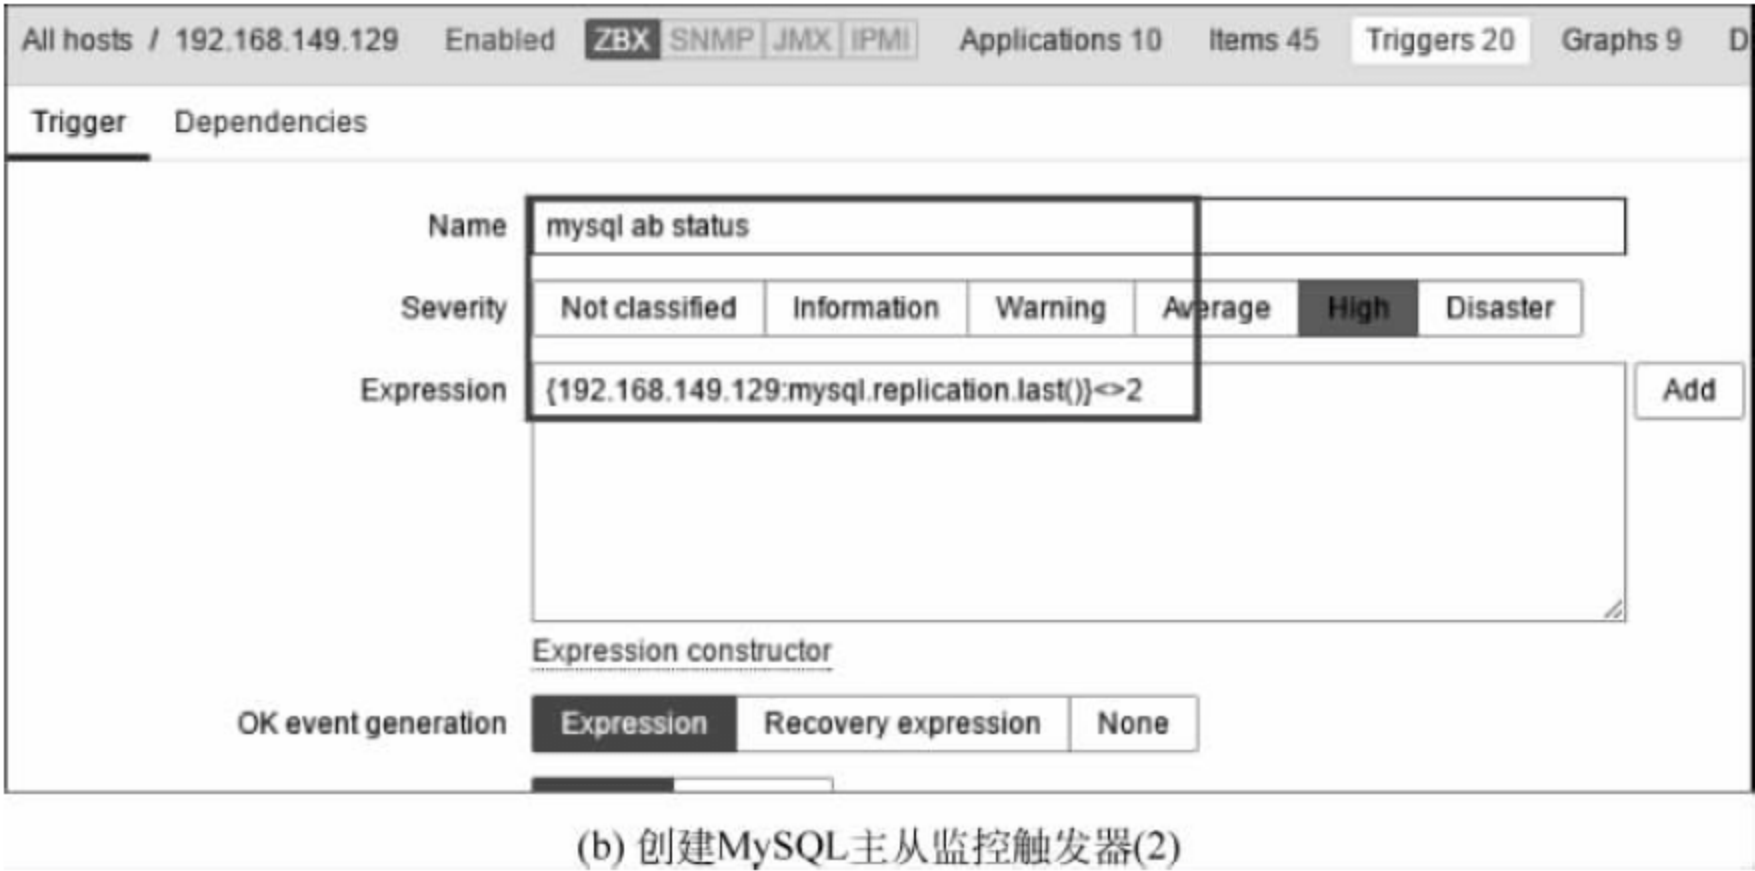 All hosts / 192.168.149.129 Enabled ZBX SNMP JMX IPMI Applications 10 Items 45 Triggers 20 Graphs 9 D
Trigger Dependencies
Name mysql ab status
Severity Not classified Information Warning Average High Disaster
Expression {192.168.149.129:mysql.replication.last()}<>2 Add
Expression constructor
OK event generation Expression Recovery expression None
(b) 创建MySQL主从监控触发器(2)